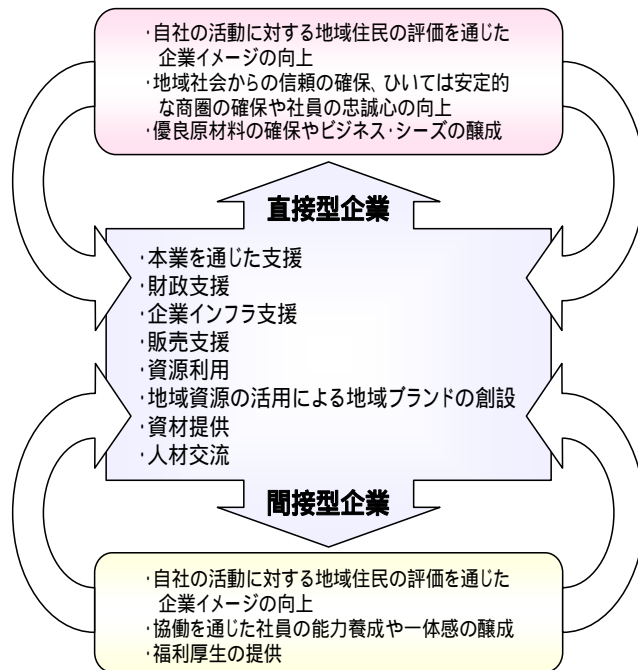 ･自社の活動に対する地域住民の評価を通じた
企業イメージの向上
･地域社会からの信頼の確保、ひいては安定的
な商圏の確保や社員の忠誠心の向上
･優良原材料の確保やビジネス･シーズの醸成
直接型企業
･本業を通じた支援
･財政支援
･企業インフラ支援
･販売支援
･資源利用
･地域資源の活用による地域ブランドの創設
･資材提供
･人材交流
間接型企業
･自社の活動に対する地域住民の評価を通じた
企業イメージの向上
･協働を通じた社員の能力養成や一体感の醸成
･福利厚生の提供